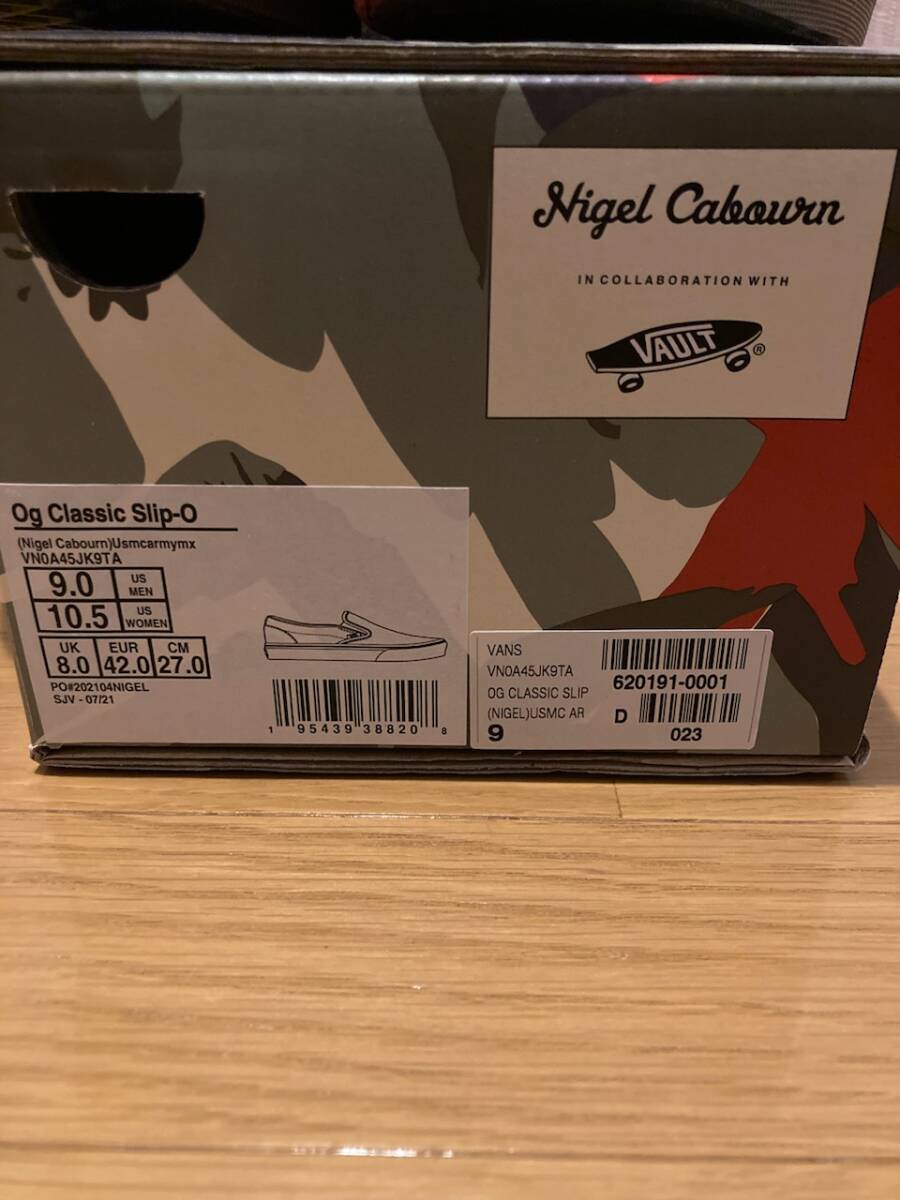 Nigel Cabourn
IN COLLABORATION WITH
VAULT
®
Og Classic Slip-O
(Nigel Cabourn)Usmcarmymx
VN0A45JK9TA
9.0 US MEN
10.5 US WOMEN
UK EUR CM
8.0 42.0 27.0
PO#202104NIGEL
SJV - 07/21
1 95439 38820 8
VANS
VN0A45JK9TA
OG CLASSIC SLIP
(NIGEL)USMC AR
9
620191-0001
D
023